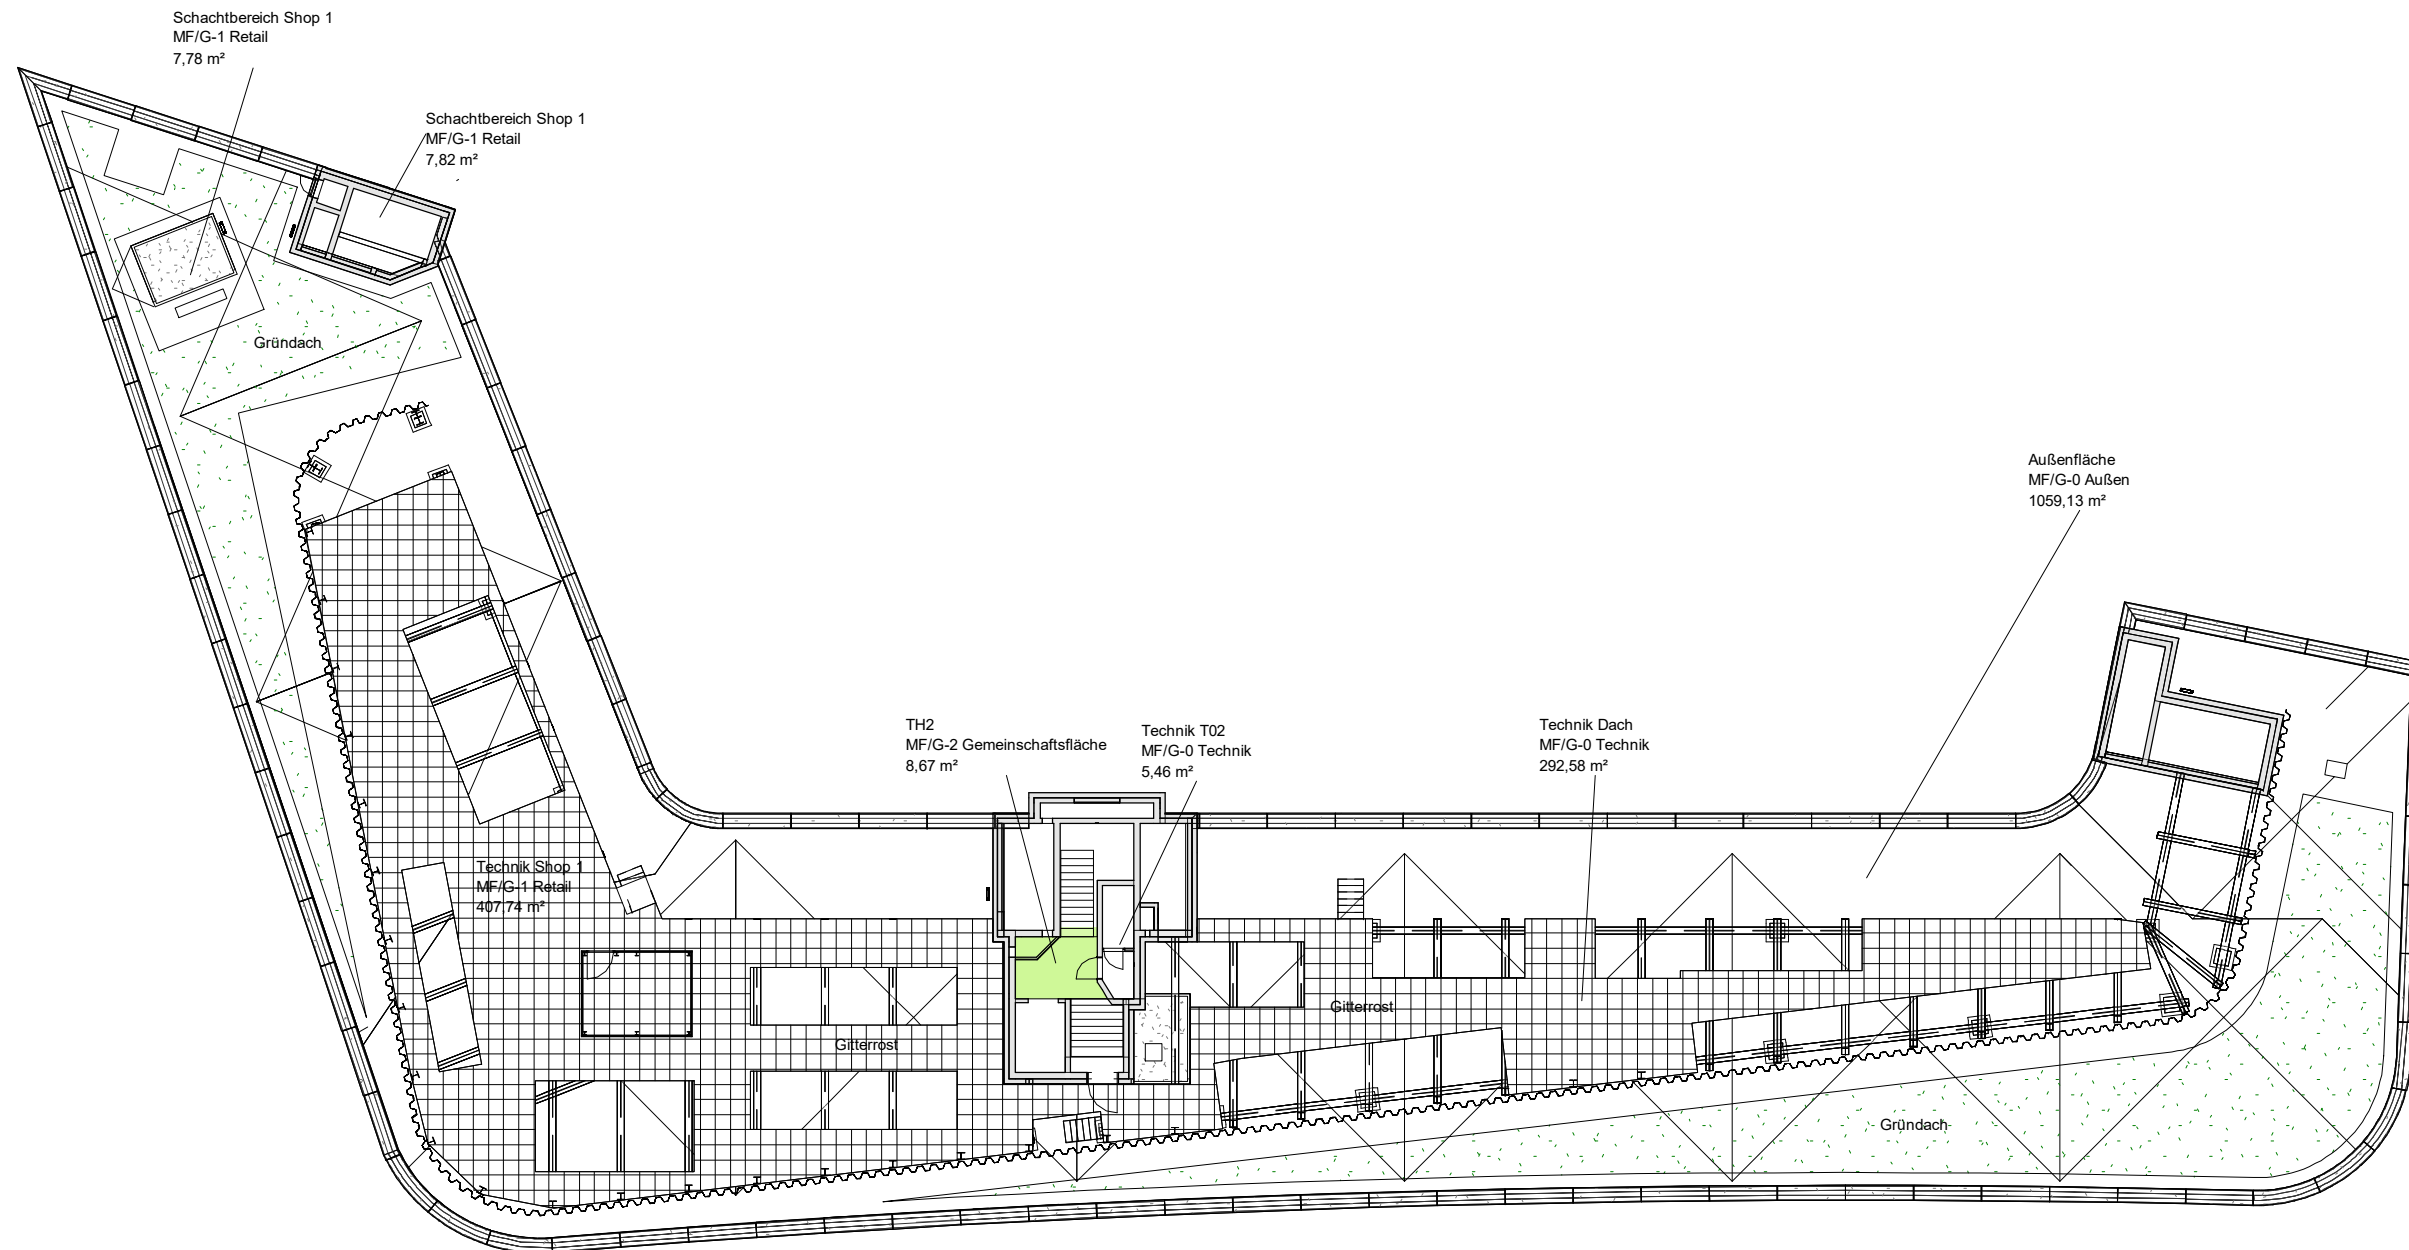 Schachtbereich Shop 1
MF/G-1 Retail
7,78 m²
Schachtbereich Shop 1
MF/G-1 Retail
7,82 m²
Gründach
Außenfläche
MF/G-0 Außen
1059,13 m²
TH2
MF/G-2 Gemeinschaftsfläche
8,67 m²
Technik T02
MF/G-0 Technik
5,46 m²
Technik Dach
MF/G-0 Technik
292,58 m²
Technik Shop 1
MF/G-1 Retail
407,74 m²
Gitterrost
Gitterrost
Gründach